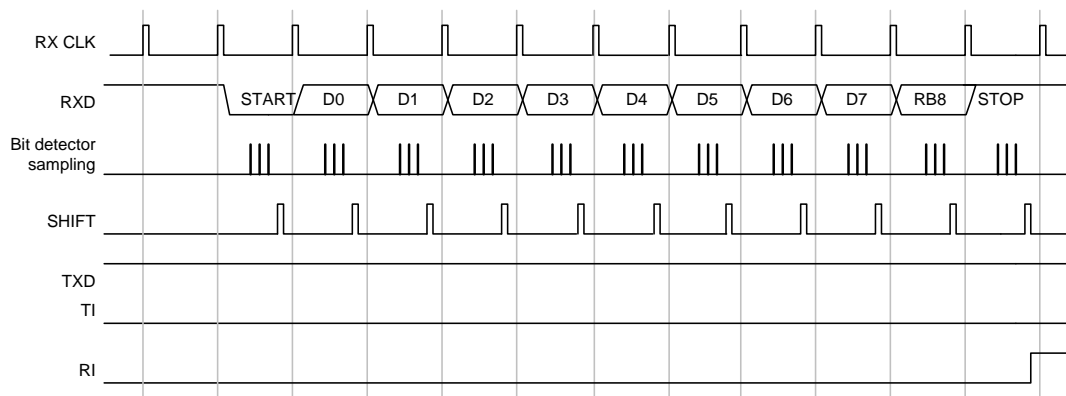 RX CLK
RXD
START D0 D1 D2 D3 D4 D5 D6 D7 RB8 STOP
Bit detector
sampling
SHIFT
TXD
TI
RI